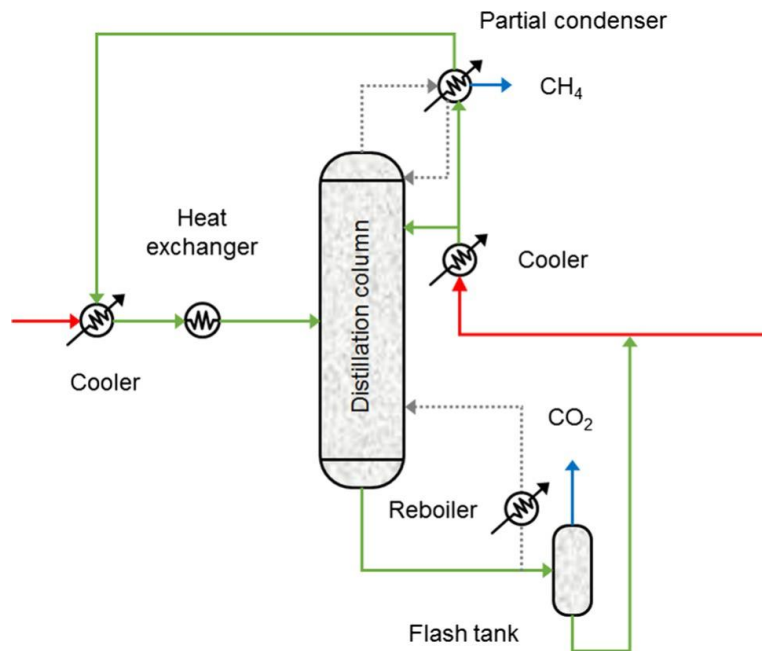 Partial condenser
CH₄
Heat
exchanger
Cooler
Cooler
Distillation column
CO₂
Reboiler
Flash tank